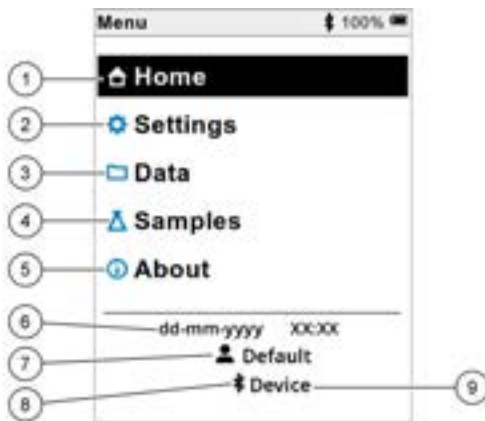 Menu 100%
1 Home
2 Settings
3 Data
4 Samples
5 About
6 dd-mm-yyyy XX:XX
7 Default
8 Device 9